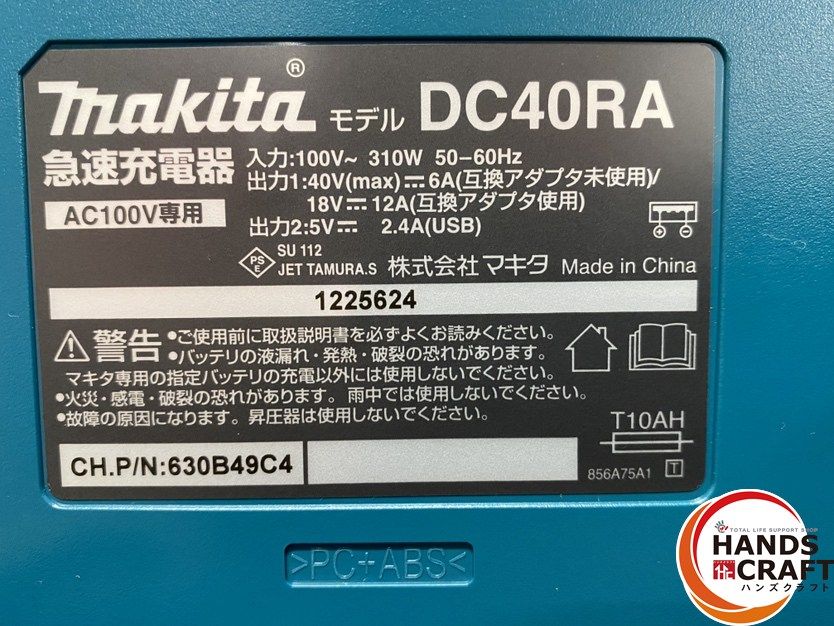 makita® モデル DC40RA
急速充電器
AC100V専用
入力:100V~ 310W 50-60Hz
出力1:40V(max)⎓6A(互換アダプタ未使用)/
18V⎓12A(互換アダプタ使用)
出力2:5V⎓ 2.4A(USB)
PSE SU 112
JET TAMURA.S 株式会社マキタ Made in China
1225624
⚠警告 •ご使用前に取扱説明書を必ずよくお読みください。
•バッテリの液漏れ・発熱・破裂の恐れがあります。
マキタ専用の指定バッテリの充電以外には使用しないでください。
•火災・感電・破裂の恐れがあります。雨中では使用しないでください。
•故障の原因になります。昇圧器は使用しないでください。
T10AH
CH.P/N:630B49C4
856A75A1 T
>PC+ABS<
TOTAL LIFE SUPPORT SHOP
HANDS
CRAFT
ハンズクラフト